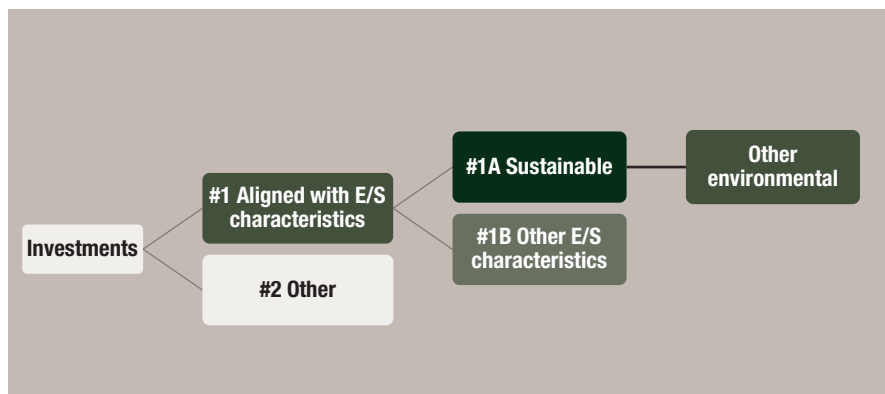 Investments
#1 Aligned with E/S
characteristics
#2 Other
#1A Sustainable
#1B Other E/S
characteristics
Other
environmental